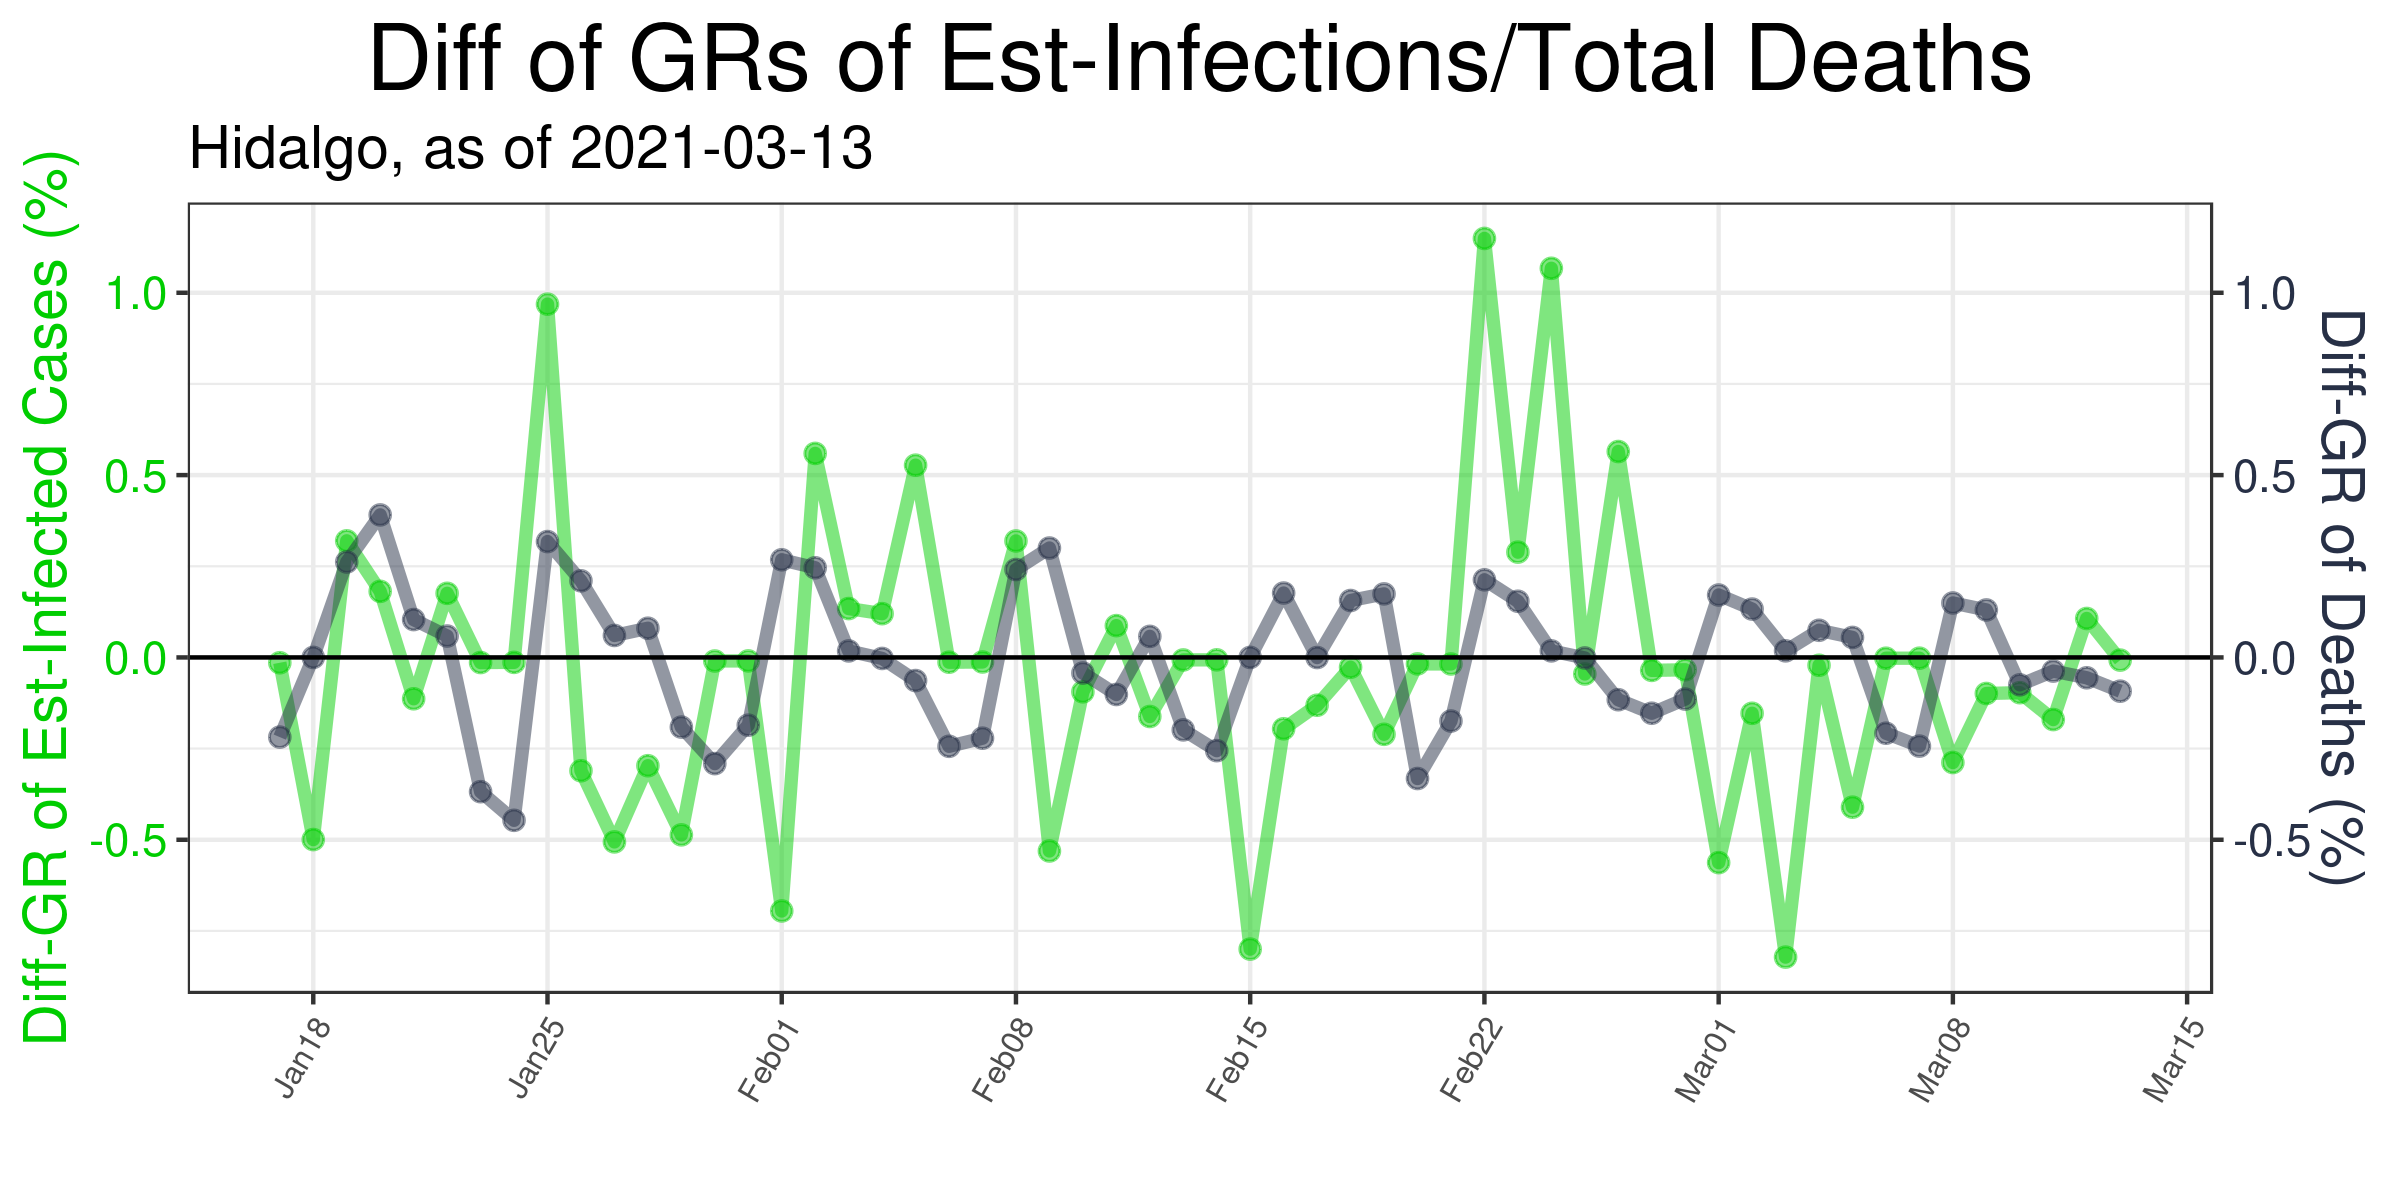 Diff of GRs of Est-Infections/Total Deaths
Hidalgo, as of 2021-03-13
Diff-GR of Est-Infected Cases (%)
1.0
0.5
0.0
-0.5
1.0
0.5
0.0
-0.5
Diff-GR of Deaths (%)
Jan18
Jan25
Feb01
Feb08
Feb15
Feb22
Mar01
Mar08
Mar15